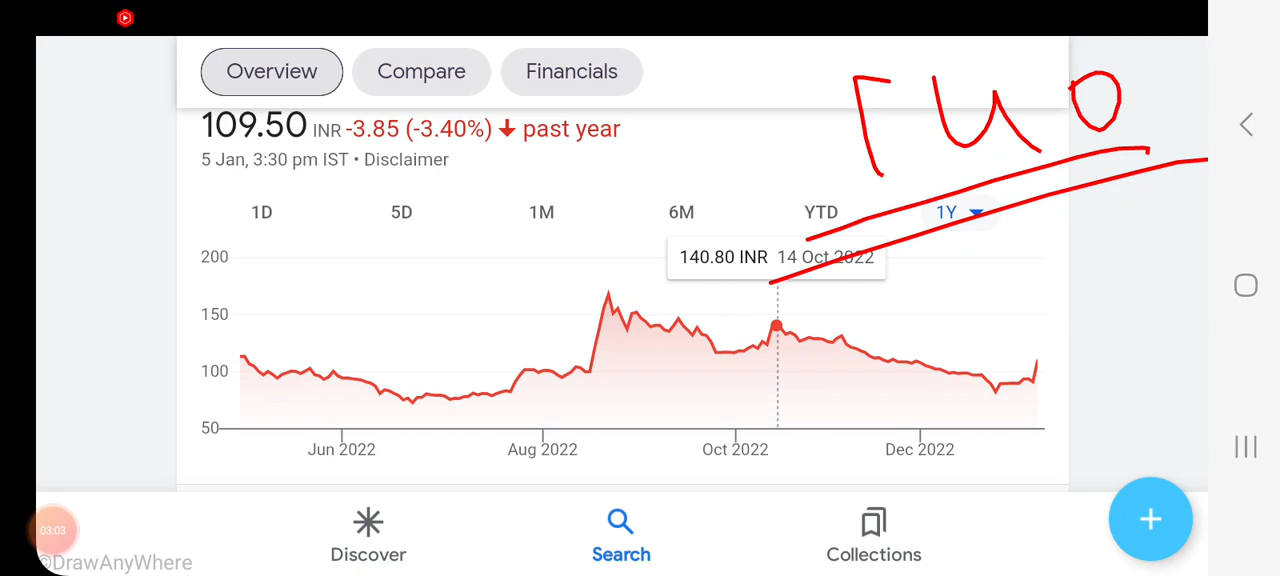 Overview Compare Financials
109.50 INR -3.85 (-3.40%) ↓ past year
5 Jan, 3:30 pm IST • Disclaimer
1D 5D 1M 6M YTD 1Y
140.80 INR 14 Oct 2022
200
150
100
50
Jun 2022 Aug 2022 Oct 2022 Dec 2022
Discover Search Collections
03:03
©DrawAnyWhere